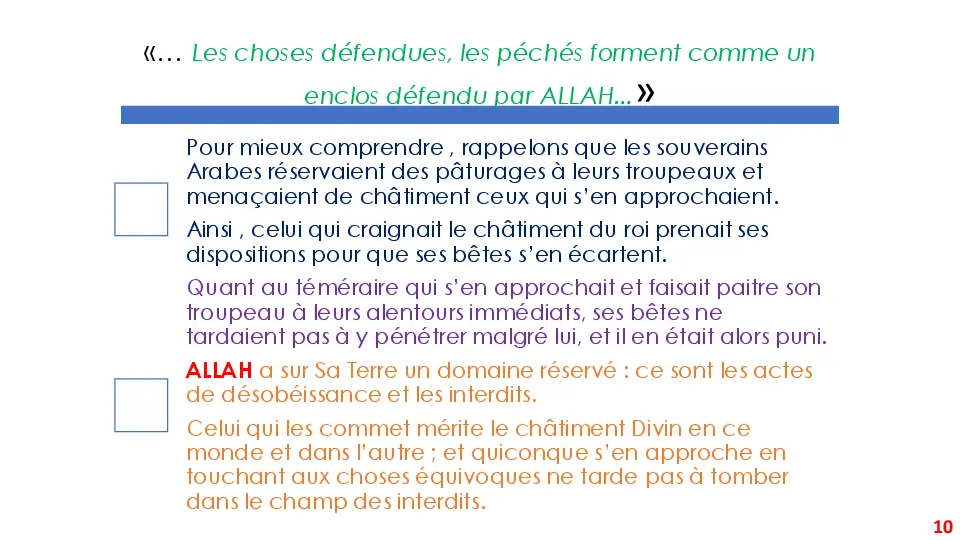 «… Les choses défendues, les péchés forment comme un
enclos défendu par ALLAH...»
Pour mieux comprendre , rappelons que les souverains
Arabes réservaient des pâturages à leurs troupeaux et
menaçaient de châtiment ceux qui s’en approchaient.
Ainsi , celui qui craignait le châtiment du roi prenait ses
dispositions pour que ses bêtes s’en écartent.
Quant au téméraire qui s’en approchait et faisait paitre son
troupeau à leurs alentours immédiats, ses bêtes ne
tardaient pas à y pénétrer malgré lui, et il en était alors puni.
ALLAH a sur Sa Terre un domaine réservé : ce sont les actes
de désobéissance et les interdits.
Celui qui les commet mérite le châtiment Divin en ce
monde et dans l’autre ; et quiconque s’en approche en
touchant aux choses équivoques ne tarde pas à tomber
dans le champ des interdits.
10